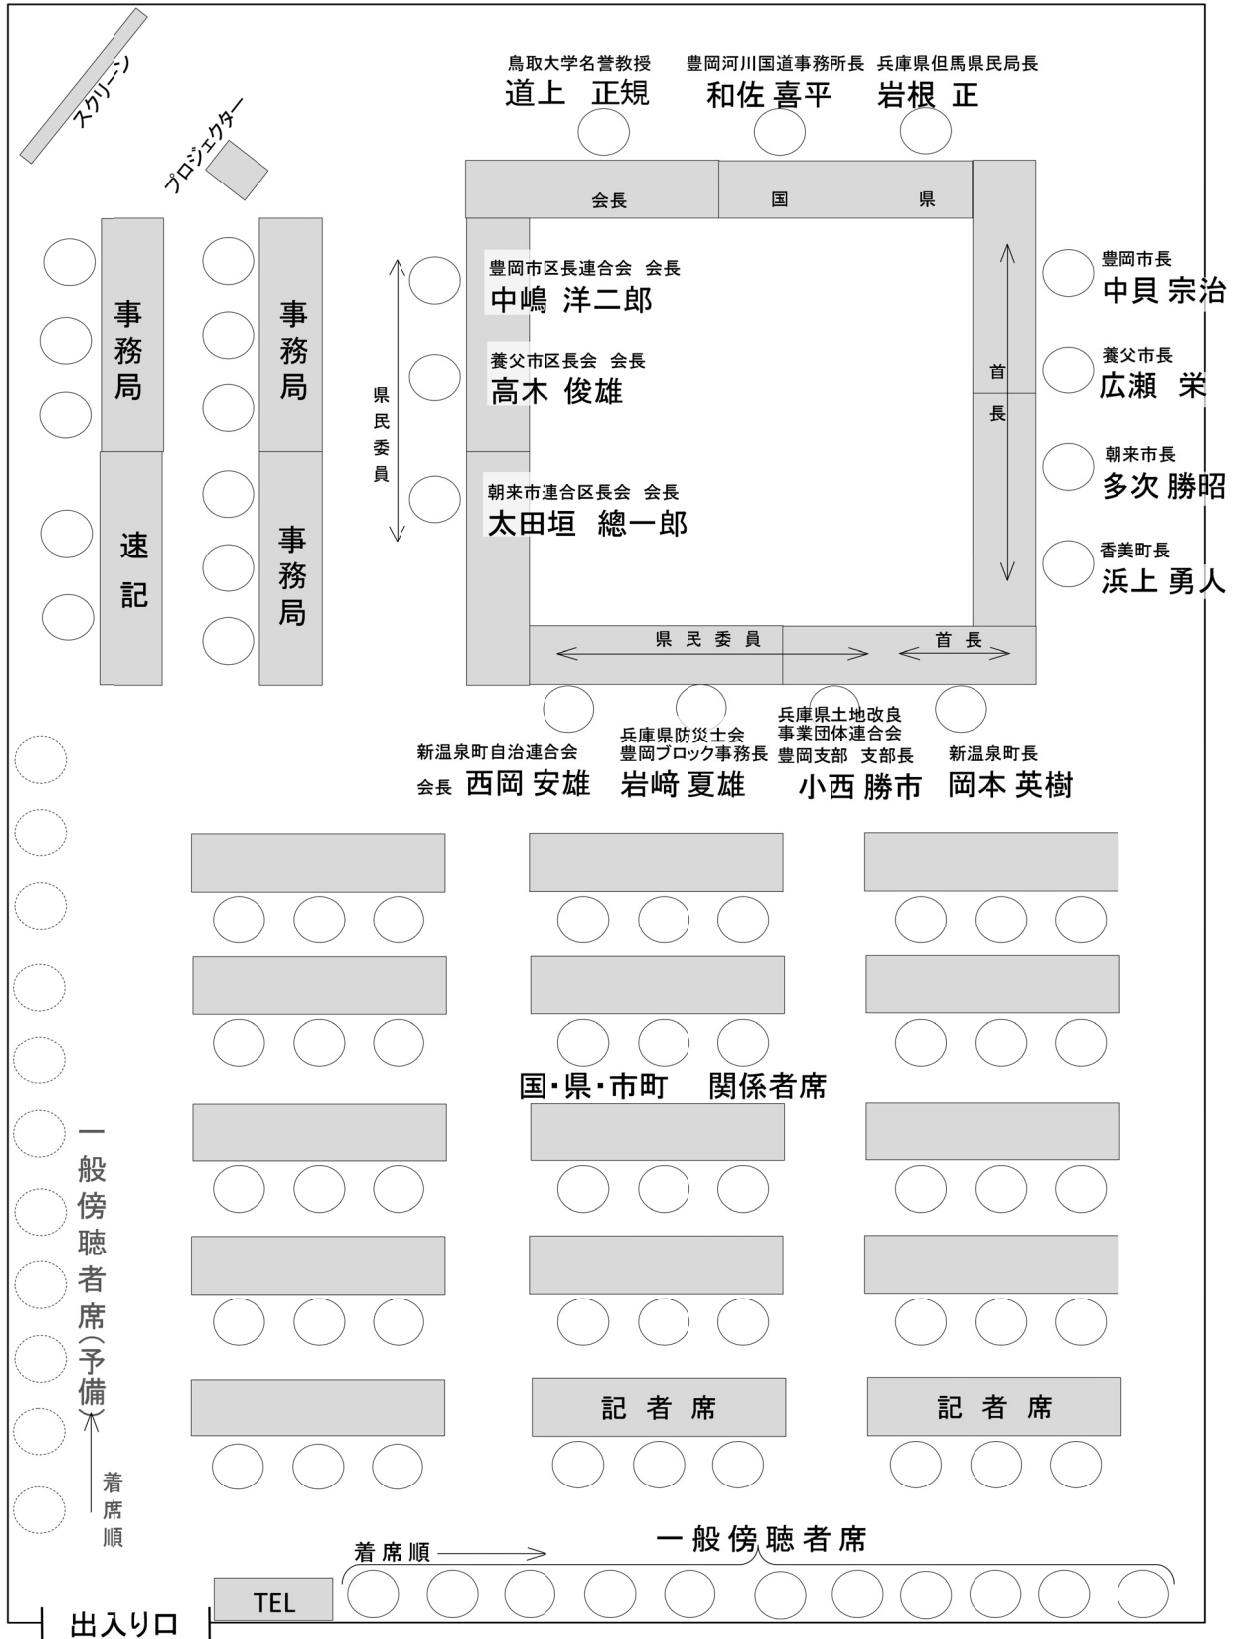 スクリーン
プロジェクター
鳥取大学名誉教授
道上 正規
豊岡河川国道事務所長
和佐 喜平
兵庫県但馬県民局長
岩根 正
会長
国
県
事務局
事務局
速記
事務局
県民委員
豊岡市区長連合会 会長
中嶋 洋二郎
養父市区長会 会長
高木 俊雄
朝来市連合区長会 会長
太田垣 總一郎
首長
豊岡市長
中貝 宗治
養父市長
広瀬 栄
朝来市長
多次 勝昭
香美町長
浜上 勇人
県民委員
首長
新温泉町自治連合会
会長 西岡 安雄
兵庫県防災士会
豊岡ブロック事務長
岩﨑 夏雄
兵庫県土地改良
事業団体連合会
豊岡支部 支部長
小西 勝市
新温泉町長
岡本 英樹
国・県・市町 関係者席
一般傍聴者席(予備)
着席順
記者席
記者席
一般傍聴者席
着席順
TEL
出入り口